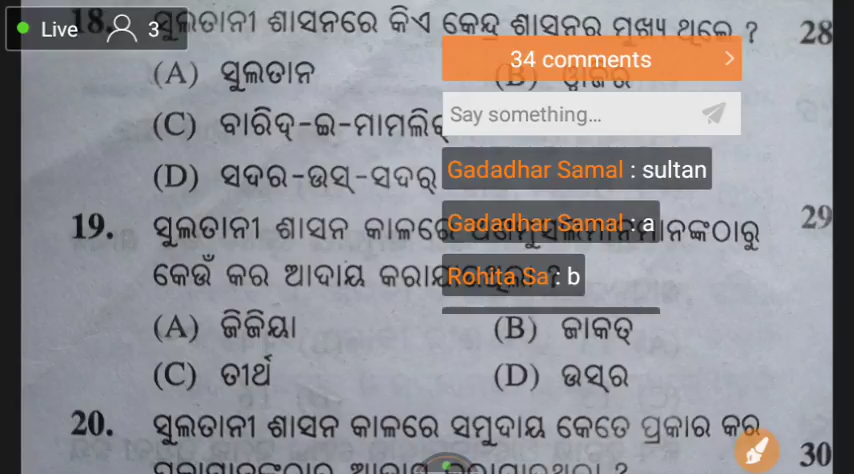 Live 3
18. ସୁଲତାନୀ ଶାସନରେ କିଏ କେନ୍ଦ୍ର ଶାସନର ମୁଖ୍ୟ ଥିଲେ ? 28
34 comments
(A) ସୁଲତାନ (B)
Say something...
(C) ବାରିଦ୍-ଇ-ମାମଲିକ୍
Gadadhar Samal : sultan
(D) ସଦର-ଉସ୍-ସଦର୍
Gadadhar Samal : a
19. ସୁଲତାନୀ ଶାସନ କାଳରେ 29
Rohita Sa : b
କେଉଁ କର ଆଦାୟ
(A) ଜିଜିୟା (B) ଜାକତ୍
(C) ତୀର୍ଥ (D) ଉସ୍ର
20. ସୁଲତାନୀ ଶାସନ କାଳରେ ସମୁଦାୟ କେତେ ପ୍ରକାର କର
30